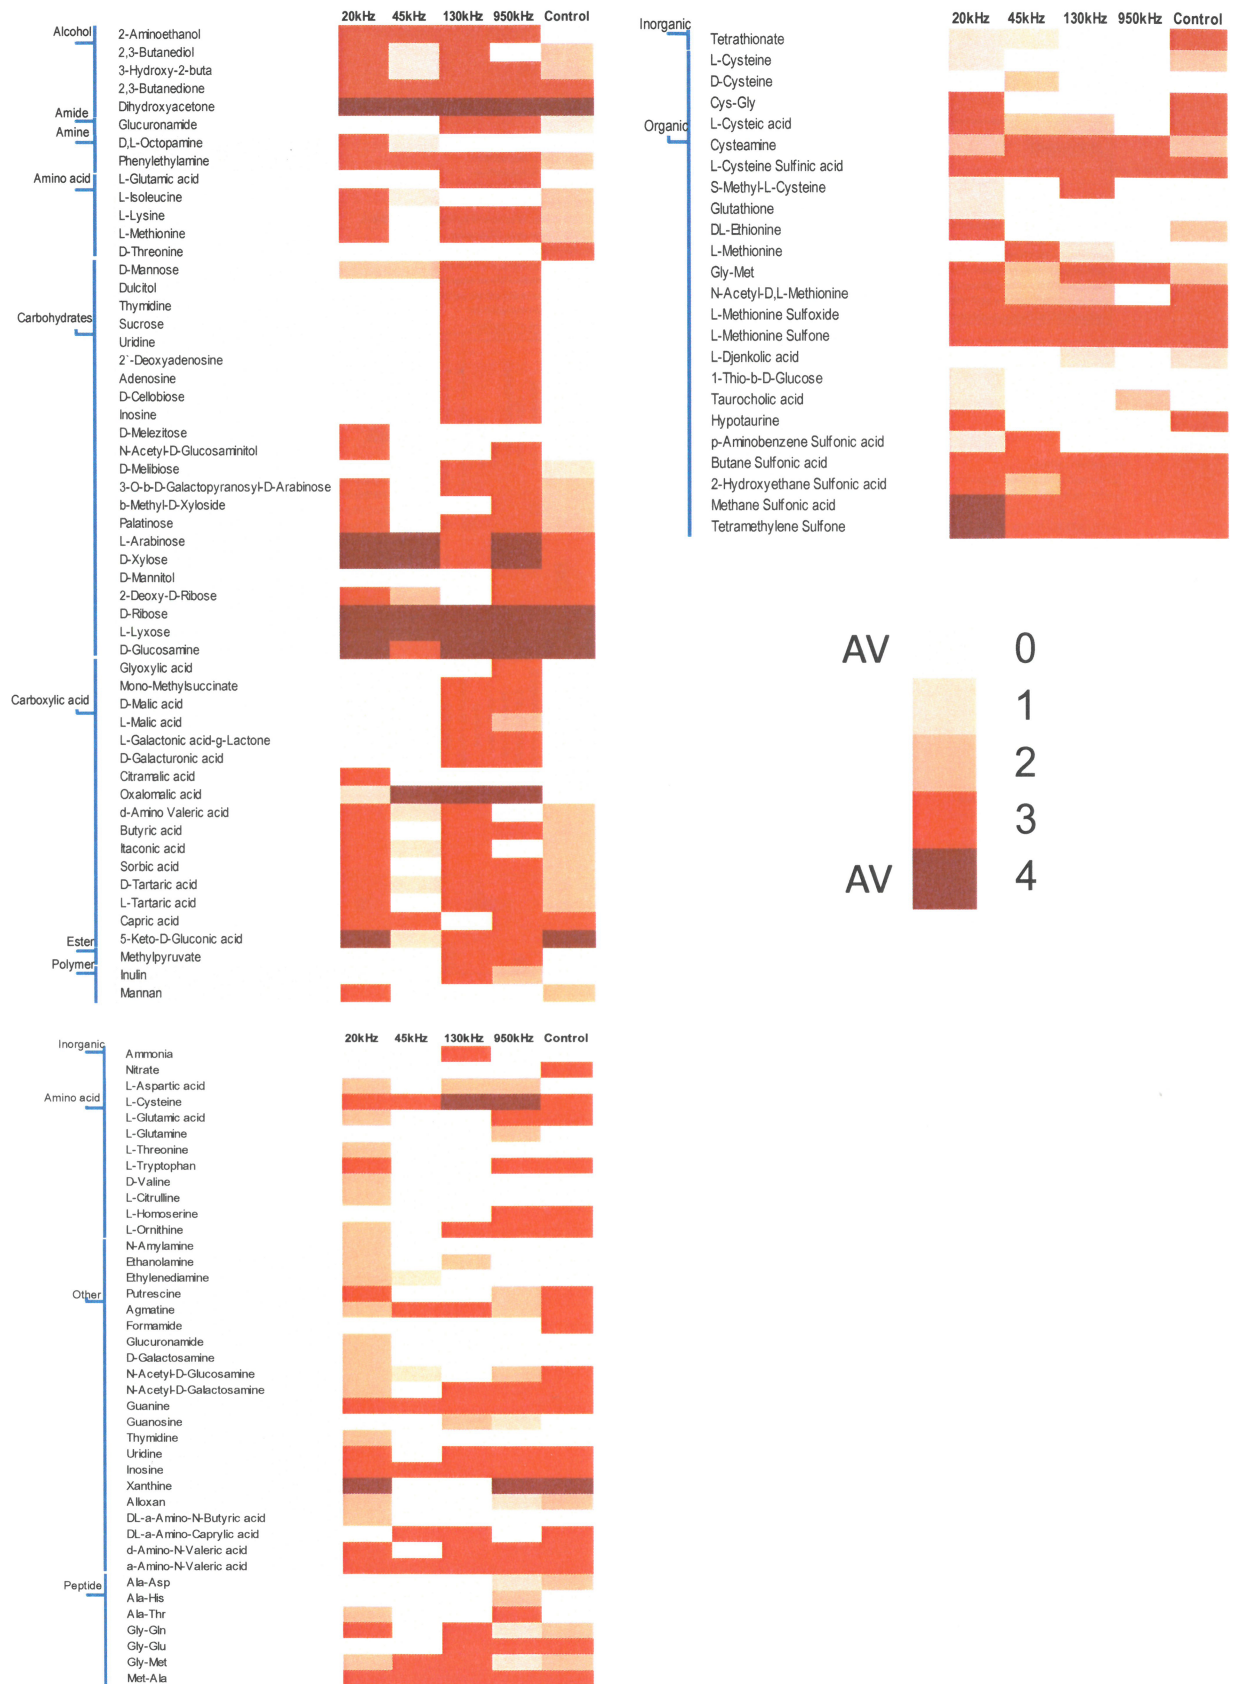 20kHz 45kHz 130kHz 950kHz Control
Alcohol
2-Aminoethanol
2,3-Butanediol
3-Hydroxy-2-buta
2,3-Butanedione
Dihydroxyacetone
Amide
Glucuronamide
Amine
D,L-Octopamine
Phenylethylamine
Amino acid
L-Glutamic acid
L-Isoleucine
L-Lysine
L-Methionine
D-Threonine
D-Mannose
Dulcitol
Thymidine
Carbohydrates
Sucrose
Uridine
2`-Deoxyadenosine
Adenosine
D-Cellobiose
Inosine
D-Melezitose
N-Acetyl-D-Glucosaminitol
D-Melibiose
3-O-b-D-Galactopyranosyl-D-Arabinose
b-Methyl-D-Xyloside
Palatinose
L-Arabinose
D-Xylose
D-Mannitol
2-Deoxy-D-Ribose
D-Ribose
L-Lyxose
D-Glucosamine
Glyoxylic acid
Mono-Methylsuccinate
Carboxylic acid
D-Malic acid
L-Malic acid
L-Galactonic acid-g-Lactone
D-Galacturonic acid
Citramalic acid
Oxalomalic acid
d-Amino Valeric acid
Butyric acid
Itaconic acid
Sorbic acid
D-Tartaric acid
L-Tartaric acid
Capric acid
Ester
5-Keto-D-Gluconic acid
Methylpyruvate
Polymer
Inulin
Mannan
20kHz 45kHz 130kHz 950kHz Control
Inorganic
Tetrathionate
L-Cysteine
D-Cysteine
Cys-Gly
Organic
L-Cysteic acid
Cysteamine
L-Cysteine Sulfinic acid
S-Methyl-L-Cysteine
Glutathione
DL-Ethionine
L-Methionine
Gly-Met
N-Acetyl-D,L-Methionine
L-Methionine Sulfoxide
L-Methionine Sulfone
L-Djenkolic acid
1-Thio-b-D-Glucose
Taurocholic acid
Hypotaurine
p-Aminobenzene Sulfonic acid
Butane Sulfonic acid
2-Hydroxyethane Sulfonic acid
Methane Sulfonic acid
Tetramethylene Sulfone
AV 0
1
2
3
AV 4
20kHz 45kHz 130kHz 950kHz Control
Inorganic
Ammonia
Nitrate
L-Aspartic acid
Amino acid
L-Cysteine
L-Glutamic acid
L-Glutamine
L-Threonine
L-Tryptophan
D-Valine
L-Citrulline
L-Homoserine
L-Ornithine
N-Amylamine
Ethanolamine
Ethylenediamine
Other
Putrescine
Agmatine
Formamide
Glucuronamide
D-Galactosamine
N-Acetyl-D-Glucosamine
N-Acetyl-D-Galactosamine
Guanine
Guanosine
Thymidine
Uridine
Inosine
Xanthine
Alloxan
DL-a-Amino-N-Butyric acid
DL-a-Amino-Caprylic acid
d-Amino-N-Valeric acid
a-Amino-N-Valeric acid
Peptide
Ala-Asp
Ala-His
Ala-Thr
Gly-Gln
Gly-Glu
Gly-Met
Met-Ala